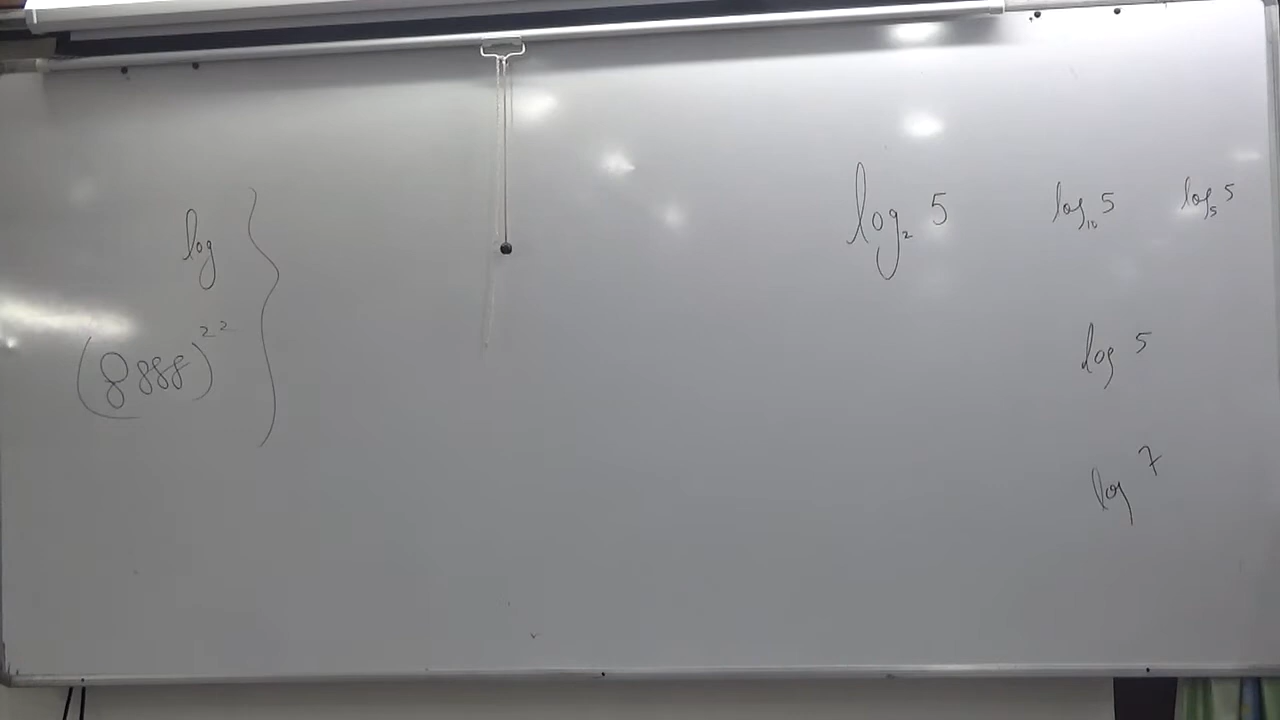 log
(8888)²²
log₂ 5 log₁₀ 5 log₅ 5
log 5
log 7